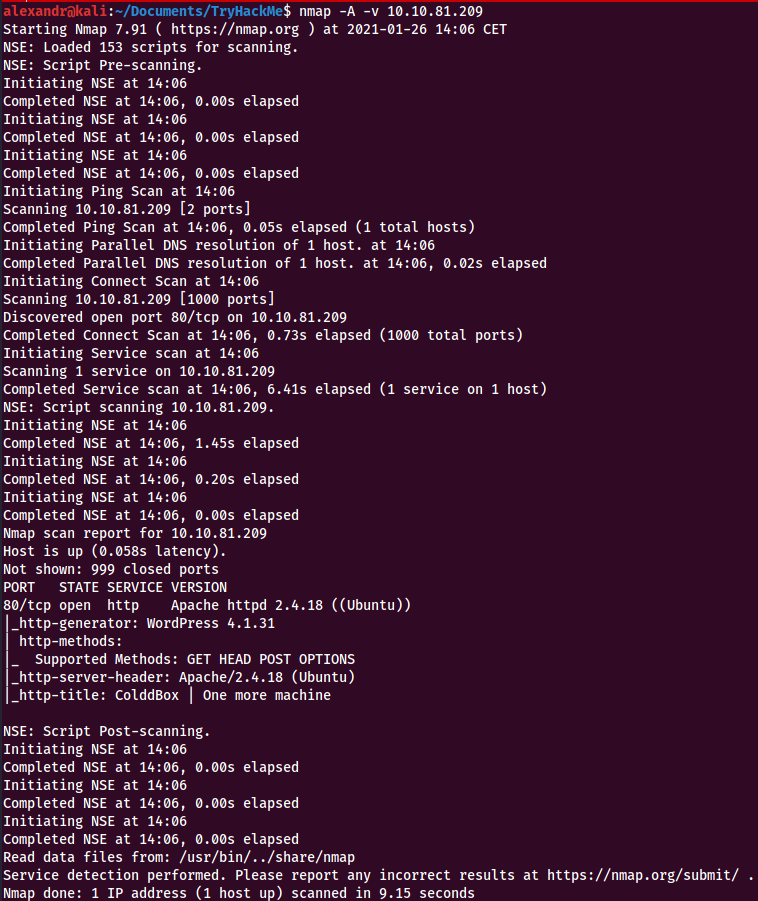 alexandr@kali:~/Documents/TryHackMe$ nmap -A -v 10.10.81.209
Starting Nmap 7.91 ( https://nmap.org ) at 2021-01-26 14:06 CET
NSE: Loaded 153 scripts for scanning.
NSE: Script Pre-scanning.
Initiating NSE at 14:06
Completed NSE at 14:06, 0.00s elapsed
Initiating NSE at 14:06
Completed NSE at 14:06, 0.00s elapsed
Initiating NSE at 14:06
Completed NSE at 14:06, 0.00s elapsed
Initiating Ping Scan at 14:06
Scanning 10.10.81.209 [2 ports]
Completed Ping Scan at 14:06, 0.05s elapsed (1 total hosts)
Initiating Parallel DNS resolution of 1 host. at 14:06
Completed Parallel DNS resolution of 1 host. at 14:06, 0.02s elapsed
Initiating Connect Scan at 14:06
Scanning 10.10.81.209 [1000 ports]
Discovered open port 80/tcp on 10.10.81.209
Completed Connect Scan at 14:06, 0.73s elapsed (1000 total ports)
Initiating Service scan at 14:06
Scanning 1 service on 10.10.81.209
Completed Service scan at 14:06, 6.41s elapsed (1 service on 1 host)
NSE: Script scanning 10.10.81.209.
Initiating NSE at 14:06
Completed NSE at 14:06, 1.45s elapsed
Initiating NSE at 14:06
Completed NSE at 14:06, 0.20s elapsed
Initiating NSE at 14:06
Completed NSE at 14:06, 0.00s elapsed
Nmap scan report for 10.10.81.209
Host is up (0.058s latency).
Not shown: 999 closed ports
PORT   STATE SERVICE VERSION
80/tcp open  http    Apache httpd 2.4.18 ((Ubuntu))
|_http-generator: WordPress 4.1.31
| http-methods:
|_  Supported Methods: GET HEAD POST OPTIONS
|_http-server-header: Apache/2.4.18 (Ubuntu)
|_http-title: ColddBox | One more machine
NSE: Script Post-scanning.
Initiating NSE at 14:06
Completed NSE at 14:06, 0.00s elapsed
Initiating NSE at 14:06
Completed NSE at 14:06, 0.00s elapsed
Initiating NSE at 14:06
Completed NSE at 14:06, 0.00s elapsed
Read data files from: /usr/bin/../share/nmap
Service detection performed. Please report any incorrect results at https://nmap.org/submit/ .
Nmap done: 1 IP address (1 host up) scanned in 9.15 seconds